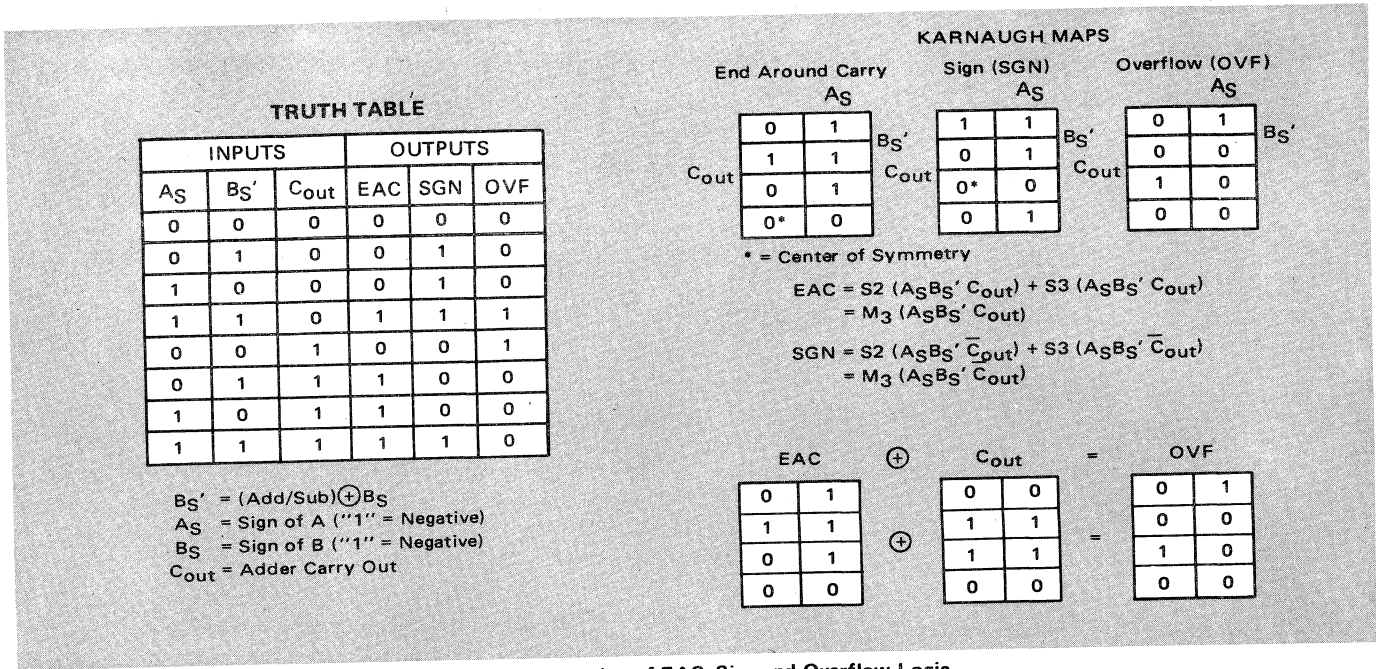 TRUTH TABLE
INPUTS OUTPUTS
AS BS' Cout EAC SGN OVF
0 0 0 0 0 0
0 1 0 0 1 0
1 0 0 0 1 0
1 1 0 1 1 1
0 0 1 0 0 1
0 1 1 1 0 0
1 0 1 1 0 0
1 1 1 1 1 0
BS' = (Add/Sub)⊕BS
AS = Sign of A ("1" = Negative)
BS = Sign of B ("1" = Negative)
Cout = Adder Carry Out
KARNAUGH MAPS
End Around Carry Sign (SGN) Overflow (OVF)
AS AS AS
0 1 BS' 1 1 BS' 0 1 BS'
1 1 0 1 0 0
Cout Cout Cout
0 1 0* 0 1 0
0* 0 0 1 0 0
* = Center of Symmetry
EAC = S2 (ASBS' Cout) + S3 (ASBS' Cout)
= M3 (ASBS' Cout)
SGN = S2 (ASBS' C̅out) + S3 (ASBS' C̅out)
= M3 (ASBS' C̅out)
EAC ⊕ Cout = OVF
0 1 0 0 0 1
1 1 1 1 0 0
⊕ =
0 1 1 1 1 0
0 0 0 0 0 0
of EAC, Sign and Overflow Logic